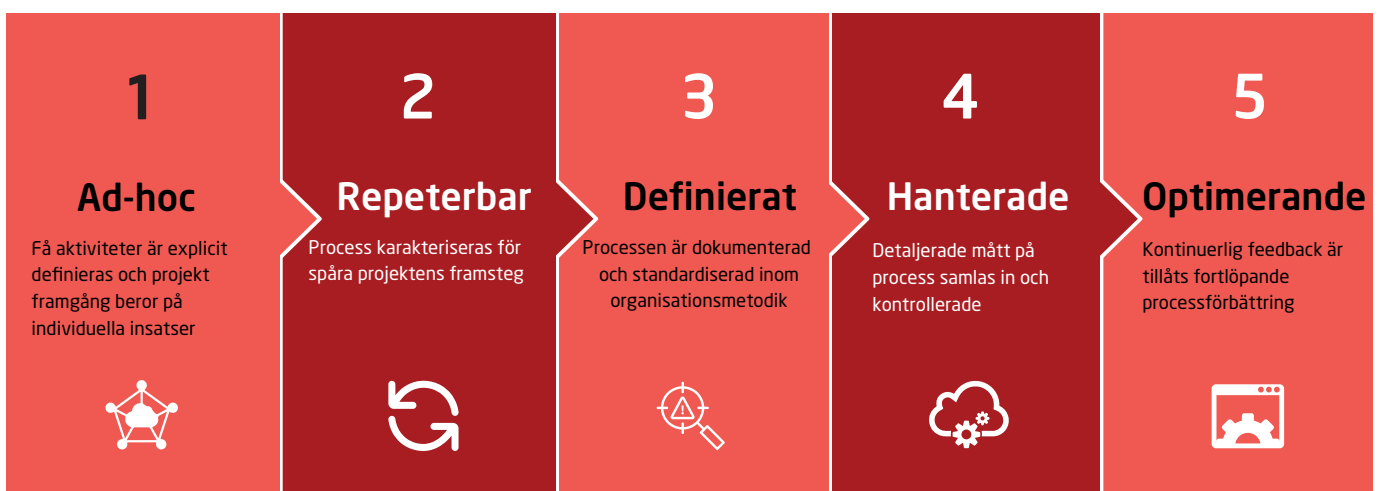 1
Ad-hoc
Få aktiviteter är explicit
definieras och projekt
framgång beror på
individuella insatser
2
Repeterbar
Process karakteriseras för
spåra projektens framsteg
3
Definierat
Processen är dokumenterad
och standardiserad inom
organisationsmetodik
4
Hanterade
Detaljerade mått på
process samlas in och
kontrollerade
5
Optimerande
Kontinuerlig feedback är
tillåts fortlöpande
processförbättring